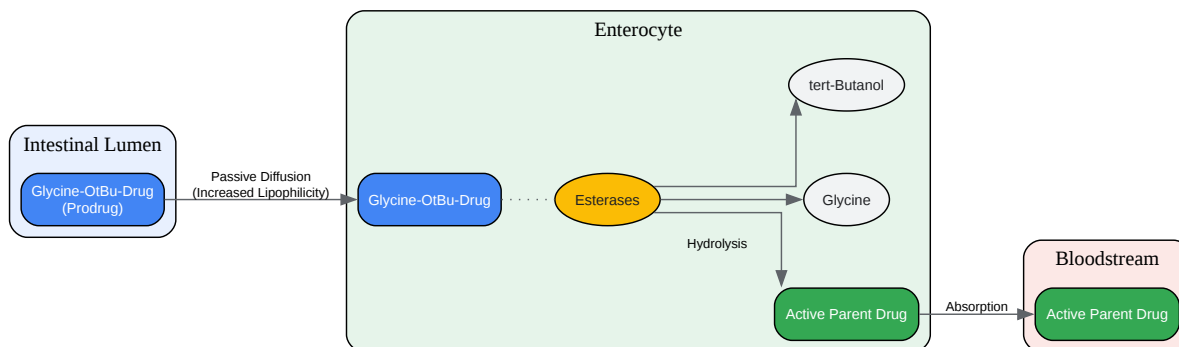 Enterocyte
tert-Butanol
Intestinal Lumen
Glycine-OtBu-Drug
(Prodrug)
Passive Diffusion
(Increased Lipophilicity)
Glycine-OtBu-Drug
Esterases
Glycine
Hydrolysis
Bloodstream
Active Parent Drug
Absorption
Active Parent Drug